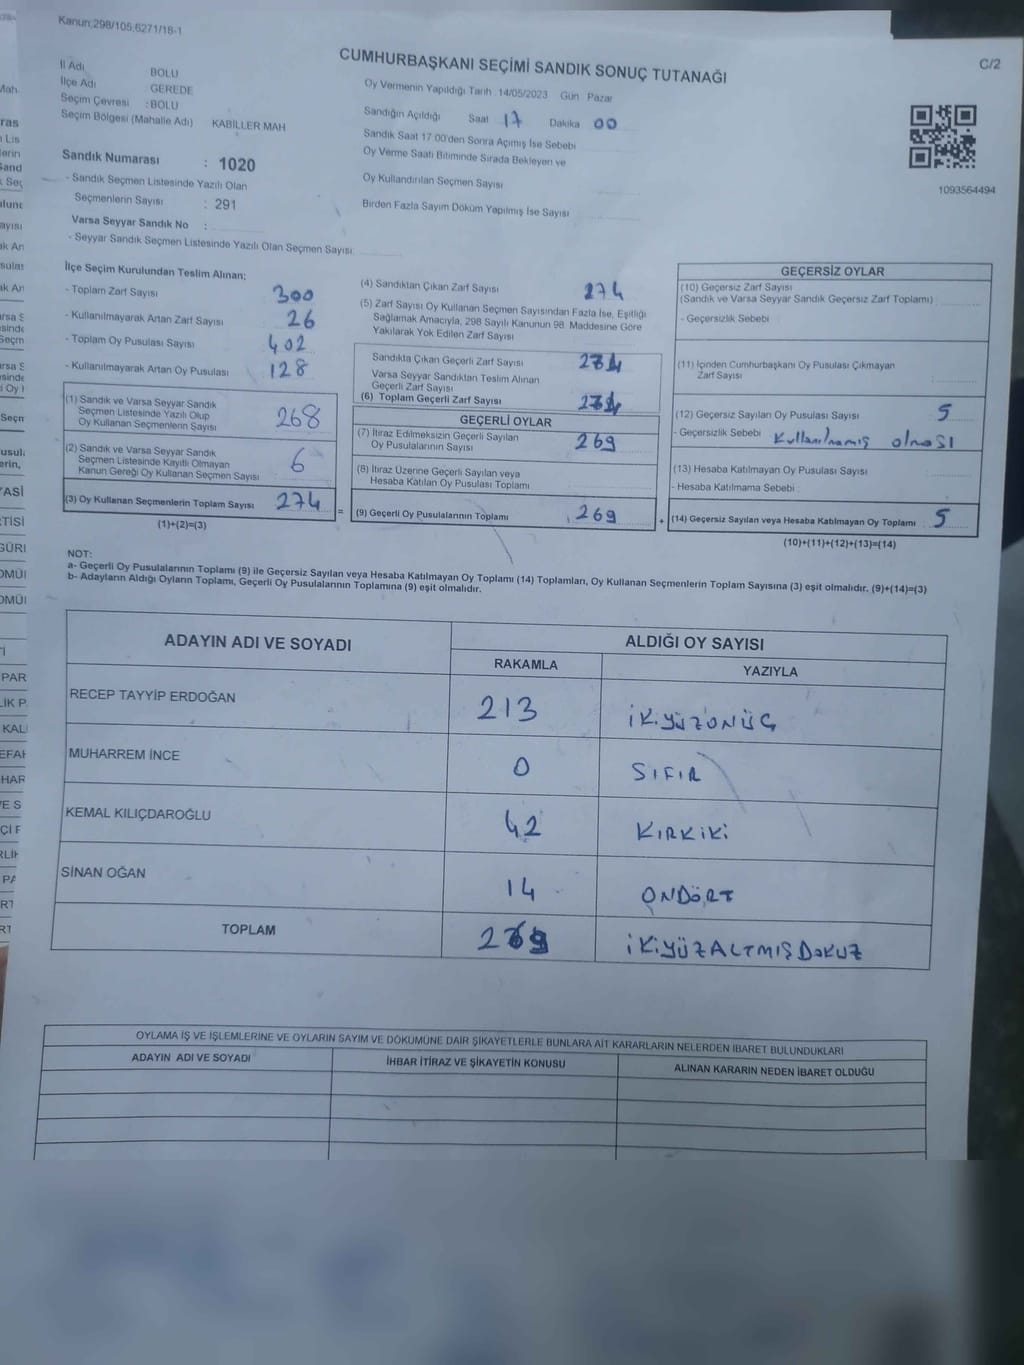 Kanun;298/105,6271/18-1
C/2
CUMHURBAŞKANI SEÇİMİ SANDIK SONUÇ TUTANAĞI
İl Adı BOLU
İlçe Adı GEREDE
Seçim Çevresi :BOLU
Seçim Bölgesi (Mahalle Adı) KABİLLER MAH
Oy Vermenin Yapıldığı Tarih :14/05/2023 Gün Pazar
Sandığın Açıldığı Saat 17 Dakika 00
Sandık Saat 17:00'den Sonra Açımış İse Sebebi
Oy Verme Saati Bitiminde Sırada Bekleyen ve
Oy Kullandırılan Seçmen Sayısı
Birden Fazla Sayım Döküm Yapılmış İse Sayısı
1093564494
Sandık Numarası : 1020
- Sandık Seçmen Listesinde Yazılı Olan
Seçmenlerin Sayısı : 291
Varsa Seyyar Sandık No :
- Seyyar Sandık Seçmen Listesinde Yazılı Olan Seçmen Sayısı:
İlçe Seçim Kurulundan Teslim Alınan;
- Toplam Zarf Sayısı 300
- Kullanılmayarak Artan Zarf Sayısı 26
- Toplam Oy Pusulası Sayısı 402
- Kullanılmayarak Artan Oy Pusulası 128
(1) Sandık ve Varsa Seyyar Sandık
Seçmen Listesinde Yazılı Olup
Oy Kullanan Seçmenlerin Sayısı 268
(2) Sandık ve Varsa Seyyar Sandık
Seçmen Listesinde Kayıtlı Olmayan
Kanun Gereği Oy Kullanan Seçmen Sayısı 6
(3) Oy Kullanan Seçmenlerin Toplam Sayısı 274
(1)+(2)=(3)
(4) Sandıktan Çıkan Zarf Sayısı 274
(5) Zarf Sayısı Oy Kullanan Seçmen Sayısından Fazla İse, Eşitliği
Sağlamak Amacıyla, 298 Sayılı Kanunun 98. Maddesine Göre
Yakılarak Yok Edilen Zarf Sayısı
Sandıkta Çıkan Geçerli Zarf Sayısı 274
Varsa Seyyar Sandıktan Teslim Alınan
Geçerli Zarf Sayısı
(6) Toplam Geçerli Zarf Sayısı 274
GEÇERLİ OYLAR
(7) İtiraz Edilmeksizin Geçerli Sayılan
Oy Pusulalarının Sayısı 269
(8) İtiraz Üzerine Geçerli Sayılan veya
Hesaba Katılan Oy Pusulası Toplamı
= (9) Geçerli Oy Pusulalarının Toplamı 269
GEÇERSİZ OYLAR
(10) Geçersiz Zarf Sayısı
(Sandık ve Varsa Seyyar Sandık Geçersiz Zarf Toplamı)
- Geçersizlik Sebebi
(11) İçinden Cumhurbaşkanı Oy Pusulası Çıkmayan
Zarf Sayısı
(12) Geçersiz Sayılan Oy Pusulası Sayısı 5
- Geçersizlik Sebebi Kullanılmamış olması
(13) Hesaba Katılmayan Oy Pusulası Sayısı
- Hesaba Katılmama Sebebi :
+ (14) Geçersiz Sayılan veya Hesaba Katılmayan Oy Toplamı : 5
(10)+(11)+(12)+(13)=(14)
NOT:
a- Geçerli Oy Pusulalarının Toplamı (9) ile Geçersiz Sayılan veya Hesaba Katılmayan Oy Toplamı (14) Toplamları, Oy Kullanan Seçmenlerin Toplam Sayısına (3) eşit olmalıdır. (9)+(14)=(3)
b- Adayların Aldığı Oyların Toplamı, Geçerli Oy Pusulalarının Toplamına (9) eşit olmalıdır.
ADAYIN ADI VE SOYADI
ALDIĞI OY SAYISI
RAKAMLA YAZIYLA
RECEP TAYYİP ERDOĞAN 213 İKİYÜZONÜÇ
MUHARREM İNCE 0 SIFIR
KEMAL KILIÇDAROĞLU 42 KIRKİKİ
SİNAN OĞAN 14 ONDÖRT
TOPLAM 269 İKİYÜZALTMIŞDOKUZ
OYLAMA İŞ VE İŞLEMLERİNE VE OYLARIN SAYIM VE DÖKÜMÜNE DAİR ŞİKAYETLERLE BUNLARA AİT KARARLARIN NELERDEN İBARET BULUNDUKLARI
ADAYIN ADI VE SOYADI
İHBAR İTİRAZ VE ŞİKAYETİN KONUSU
ALINAN KARARIN NEDEN İBARET OLDUĞU